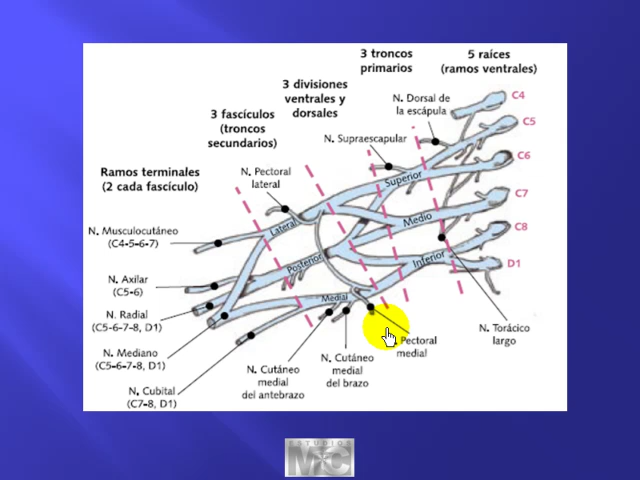 3 troncos
primarios
5 raíces
(ramos ventrales)
3 divisiones
ventrales y
dorsales
3 fascículos
(troncos
secundarios)
Ramos terminales
(2 cada fascículo)
N. Dorsal de
la escápula
N. Supraescapular
N. Pectoral
lateral
C4
C5
C6
C7
C8
D1
Superior
Medio
Inferior
Lateral
Posterior
Medial
N. Musculocutáneo
(C4-5-6-7)
N. Axilar
(C5-6)
N. Radial
(C5-6-7-8, D1)
N. Mediano
(C5-6-7-8, D1)
N. Cubital
(C7-8, D1)
N. Cutáneo
medial
del antebrazo
N. Cutáneo
medial
del brazo
Pectoral
medial
N. Torácico
largo
ESTUDIOS
MC